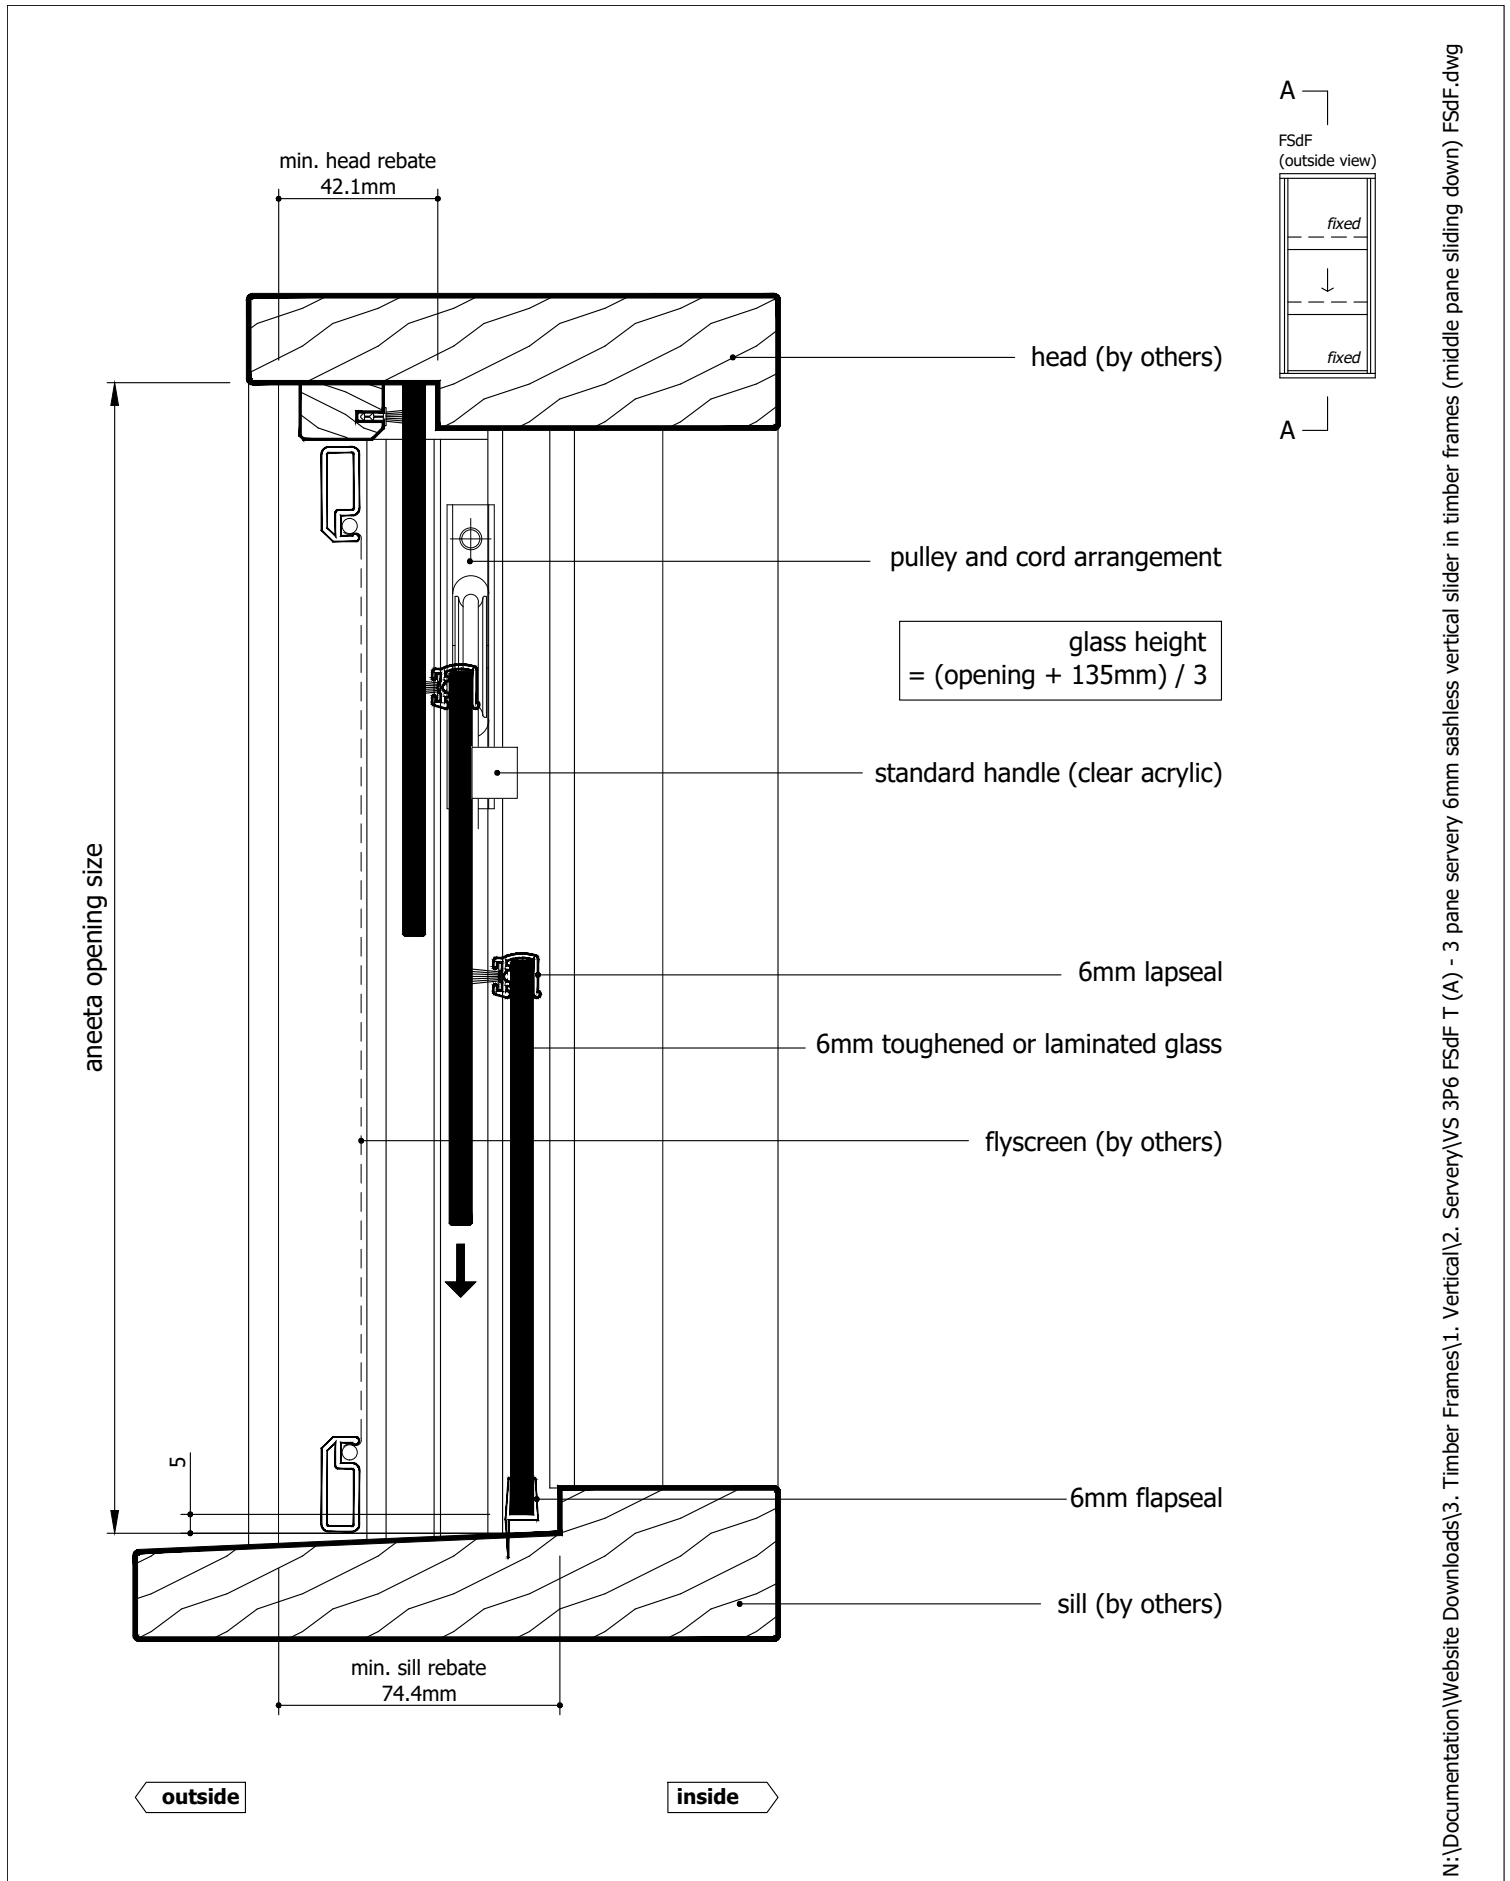 A
FSdF
(outside view)
fixed
fixed
A
min. head rebate
42.1mm
head (by others)
pulley and cord arrangement
glass height
= (opening + 135mm) / 3
standard handle (clear acrylic)
aneeta opening size
6mm lapseal
6mm toughened or laminated glass
flyscreen (by others)
5
6mm flapseal
sill (by others)
min. sill rebate
74.4mm
outside
inside
N:\Documentation\Website Downloads\3. Timber Frames\1. Vertical\2. Servery\VS 3P6 FSdF T (A) - 3 pane servery 6mm sashless vertical slider in timber frames (middle pane sliding down) FSdF.dwg